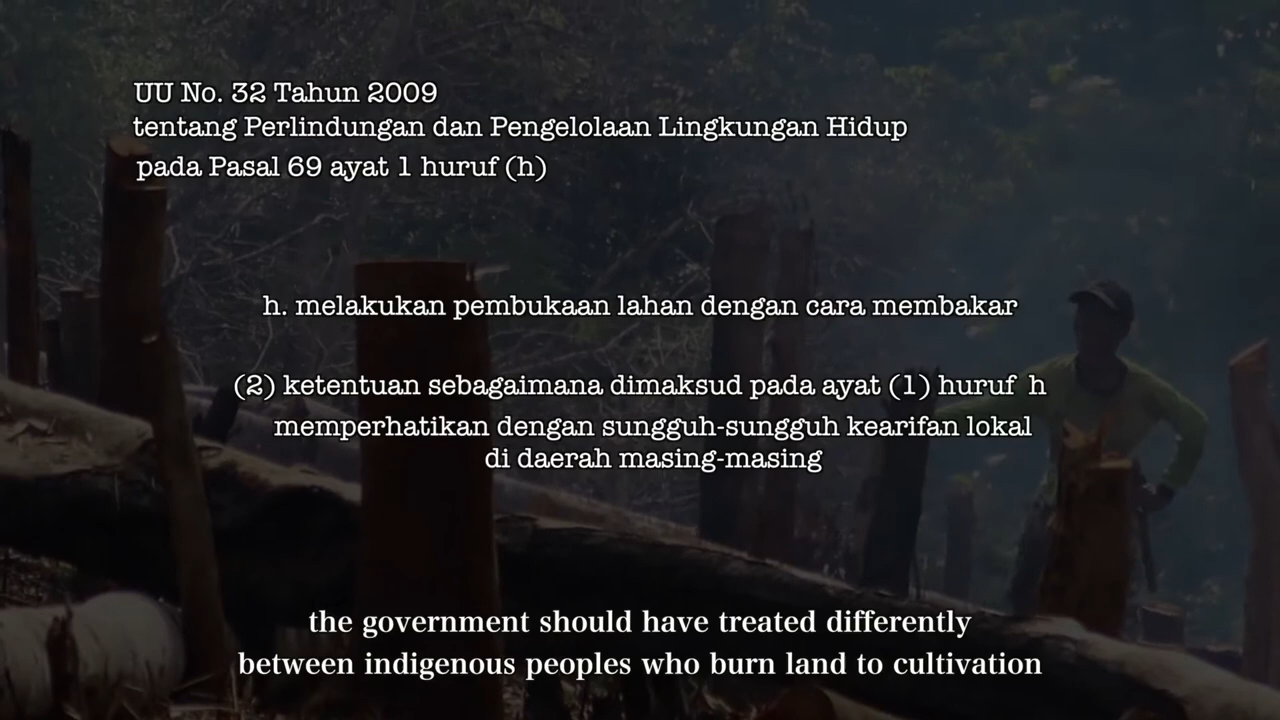 UU No. 32 Tahun 2009
tentang Perlindungan dan Pengelolaan Lingkungan Hidup
pada Pasal 69 ayat 1 huruf (h)
h. melakukan pembukaan lahan dengan cara membakar
(2) ketentuan sebagaimana dimaksud pada ayat (1) huruf h
memperhatikan dengan sungguh-sungguh kearifan lokal
di daerah masing-masing
the government should have treated differently
between indigenous peoples who burn land to cultivation